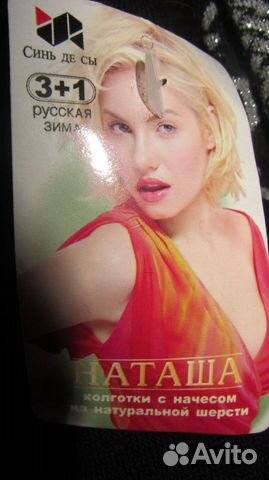 Синь де сы
3+1
русская
зима
Наташа
колготки с начесом
из натуральной шерсти
Avito